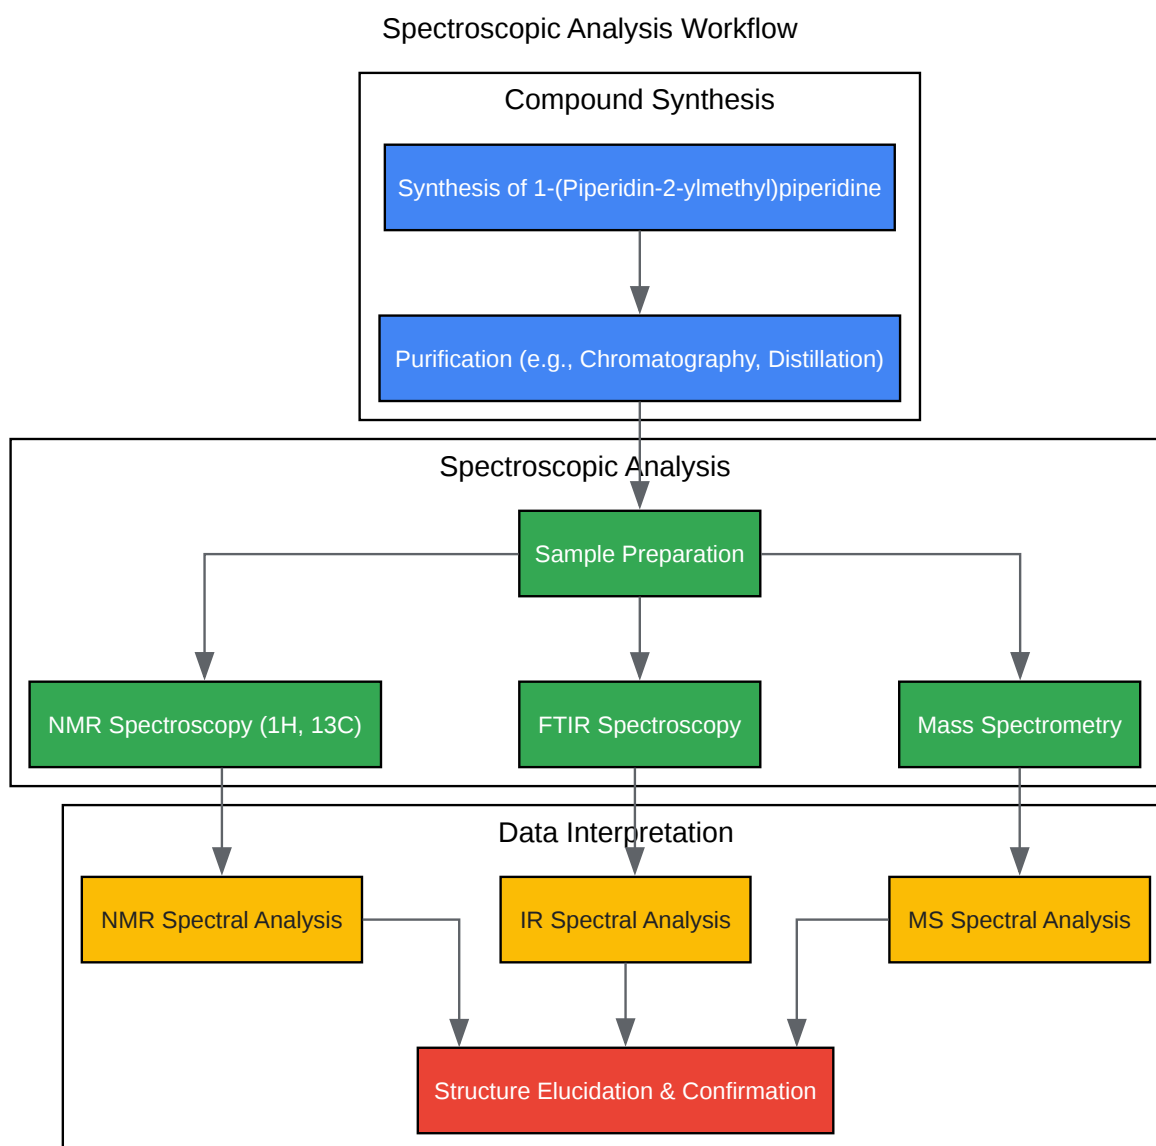 Spectroscopic Analysis Workflow
Compound Synthesis
Synthesis of 1-(Piperidin-2-ylmethyl)piperidine
Purification (e.g., Chromatography, Distillation)
Spectroscopic Analysis
Sample Preparation
NMR Spectroscopy (1H, 13C)
FTIR Spectroscopy
Mass Spectrometry
Data Interpretation
NMR Spectral Analysis
IR Spectral Analysis
MS Spectral Analysis
Structure Elucidation & Confirmation